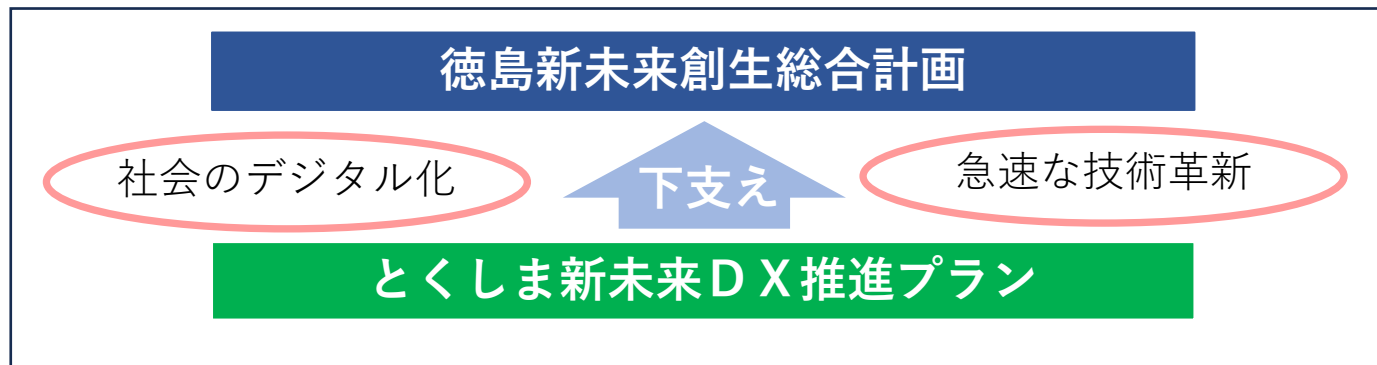 徳島新未来創生総合計画
社会のデジタル化
下支え
急速な技術革新
とくしま新未来ＤＸ推進プラン